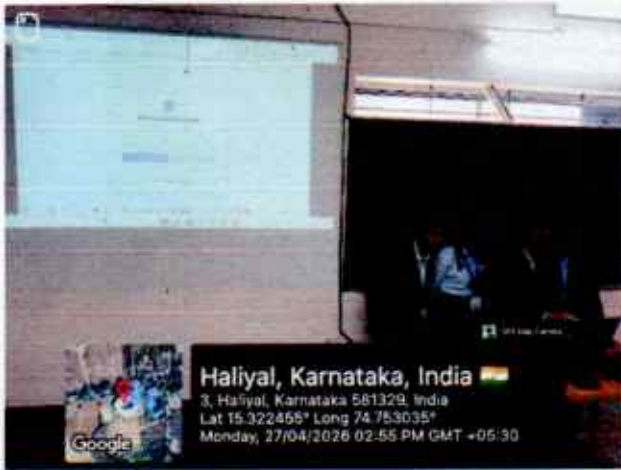 Haliyal, Karnataka, India
3, Haliyal, Karnataka 581329, India
Lat 15.322455° Long 74.753035°
Monday, 27/04/2026 02:55 PM GMT +05:30
Google